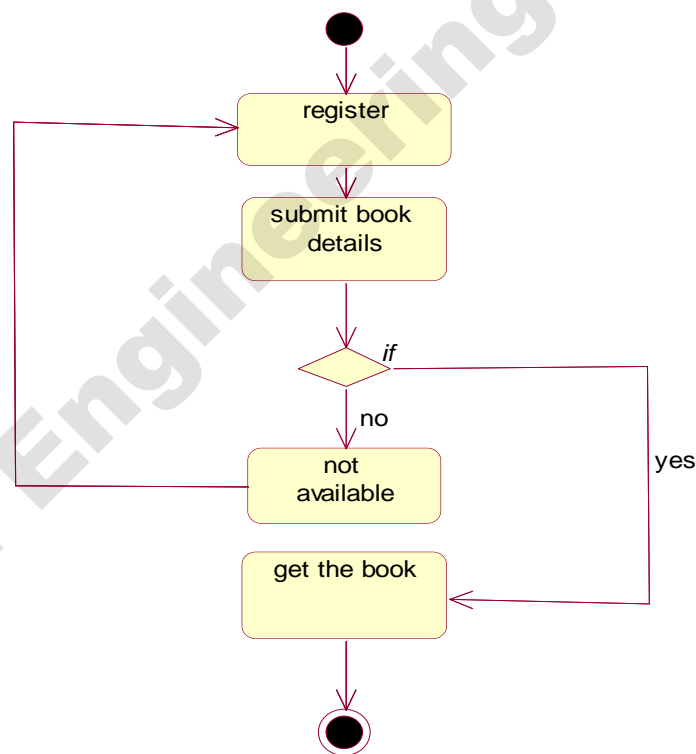 register
submit book
details
if
no
not
available
yes
get the book
Engineering